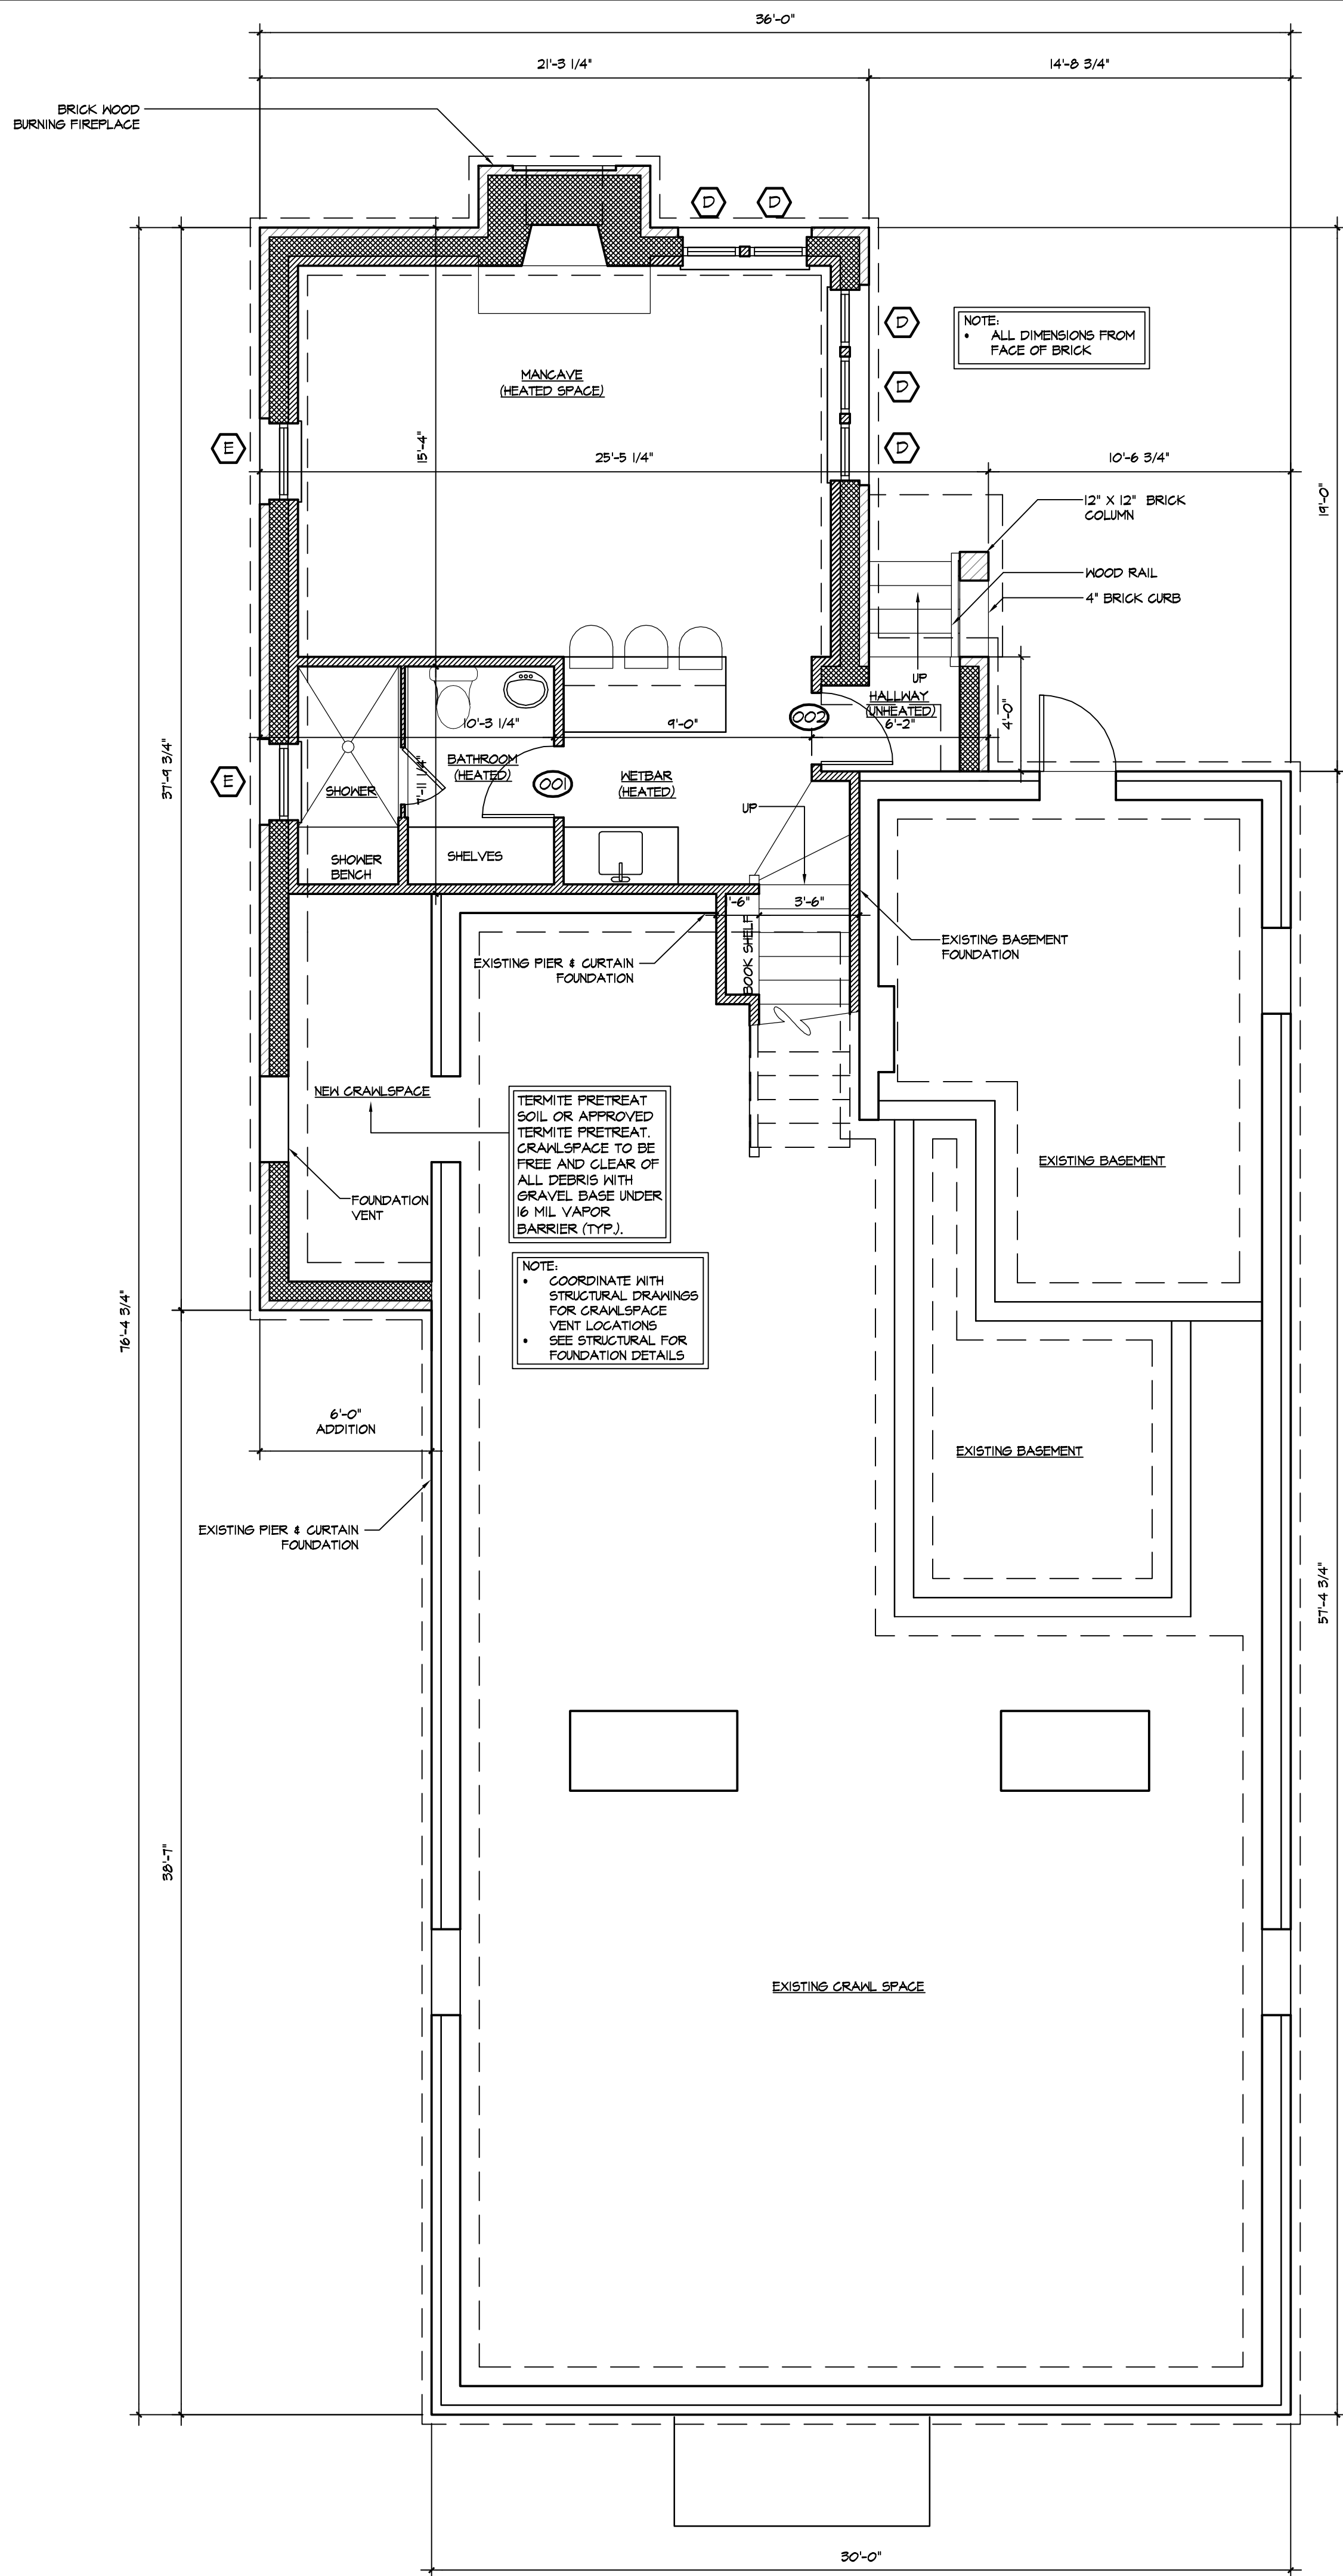 36'-0"
21'-3 1/4"
14'-8 3/4"
BRICK WOOD
BURNING FIREPLACE
D
D
D
NOTE:
• ALL DIMENSIONS FROM
FACE OF BRICK
D
MANCAVE
(HEATED SPACE)
D
E
15'-4"
25'-5 1/4"
10'-6 3/4"
19'-0"
12" X 12" BRICK
COLUMN
WOOD RAIL
4" BRICK CURB
UP
HALLWAY
(UNHEATED)
6'-2"
4'-0"
002
10'-3 1/4"
9'-0"
37'-9 3/4"
E
BATHROOM
(HEATED)
7'-11 1/4"
001
WETBAR
(HEATED)
SHOWER
UP
SHOWER
BENCH
SHELVES
'-6"
3'-6"
BOOK SHELF
EXISTING BASEMENT
FOUNDATION
EXISTING PIER & CURTAIN
FOUNDATION
NEW CRAWLSPACE
TERMITE PRETREAT
SOIL OR APPROVED
TERMITE PRETREAT.
CRAWLSPACE TO BE
FREE AND CLEAR OF
ALL DEBRIS WITH
GRAVEL BASE UNDER
16 MIL VAPOR
BARRIER (TYP.).
EXISTING BASEMENT
FOUNDATION
VENT
NOTE:
• COORDINATE WITH
STRUCTURAL DRAWINGS
FOR CRAWLSPACE
VENT LOCATIONS
• SEE STRUCTURAL FOR
FOUNDATION DETAILS
76'-4 3/4"
6'-0"
ADDITION
EXISTING BASEMENT
EXISTING PIER & CURTAIN
FOUNDATION
57'-4 3/4"
38'-7"
EXISTING CRAWL SPACE
30'-0"